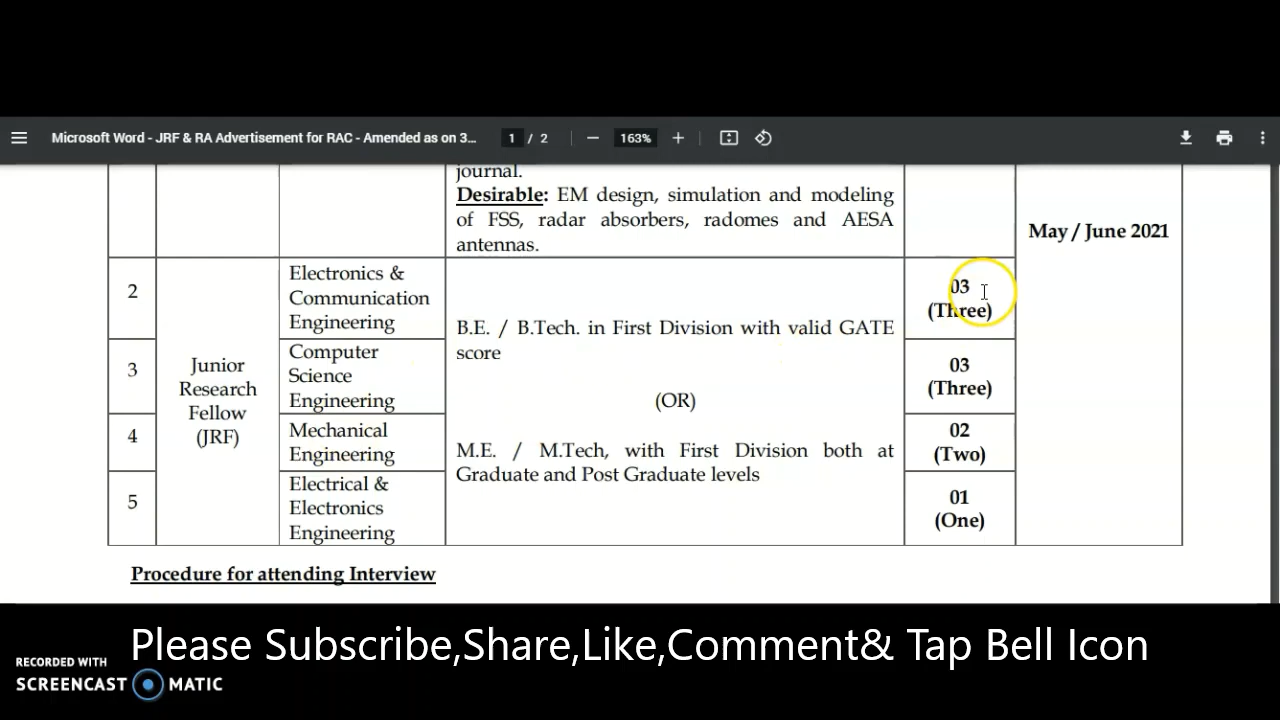 Microsoft Word - JRF & RA Advertisement for RAC - Amended as on 3...
1 / 2
163%
journal.
Desirable: EM design, simulation and modeling
of FSS, radar absorbers, radomes and AESA
antennas.
May / June 2021
2
Junior
Research
Fellow
(JRF)
Electronics &
Communication
Engineering
B.E. / B.Tech. in First Division with valid GATE
score
(OR)
M.E. / M.Tech, with First Division both at
Graduate and Post Graduate levels
03
(Three)
3
Computer
Science
Engineering
03
(Three)
4
Mechanical
Engineering
02
(Two)
5
Electrical &
Electronics
Engineering
01
(One)
Procedure for attending Interview
Please Subscribe,Share,Like,Comment& Tap Bell Icon
RECORDED WITH
SCREENCAST MATIC